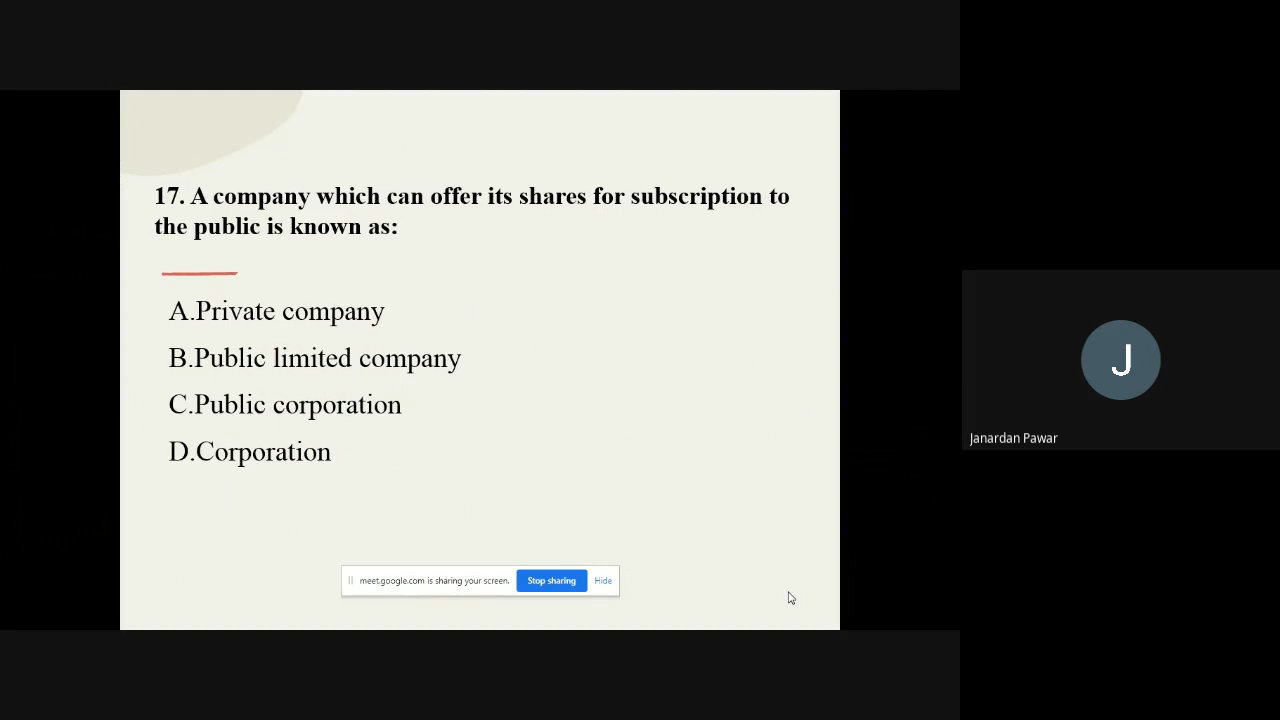 17. A company which can offer its shares for subscription to
the public is known as:
A.Private company
B.Public limited company
C.Public corporation
D.Corporation
meet.google.com is sharing your screen. Stop sharing Hide
J
Janardan Pawar